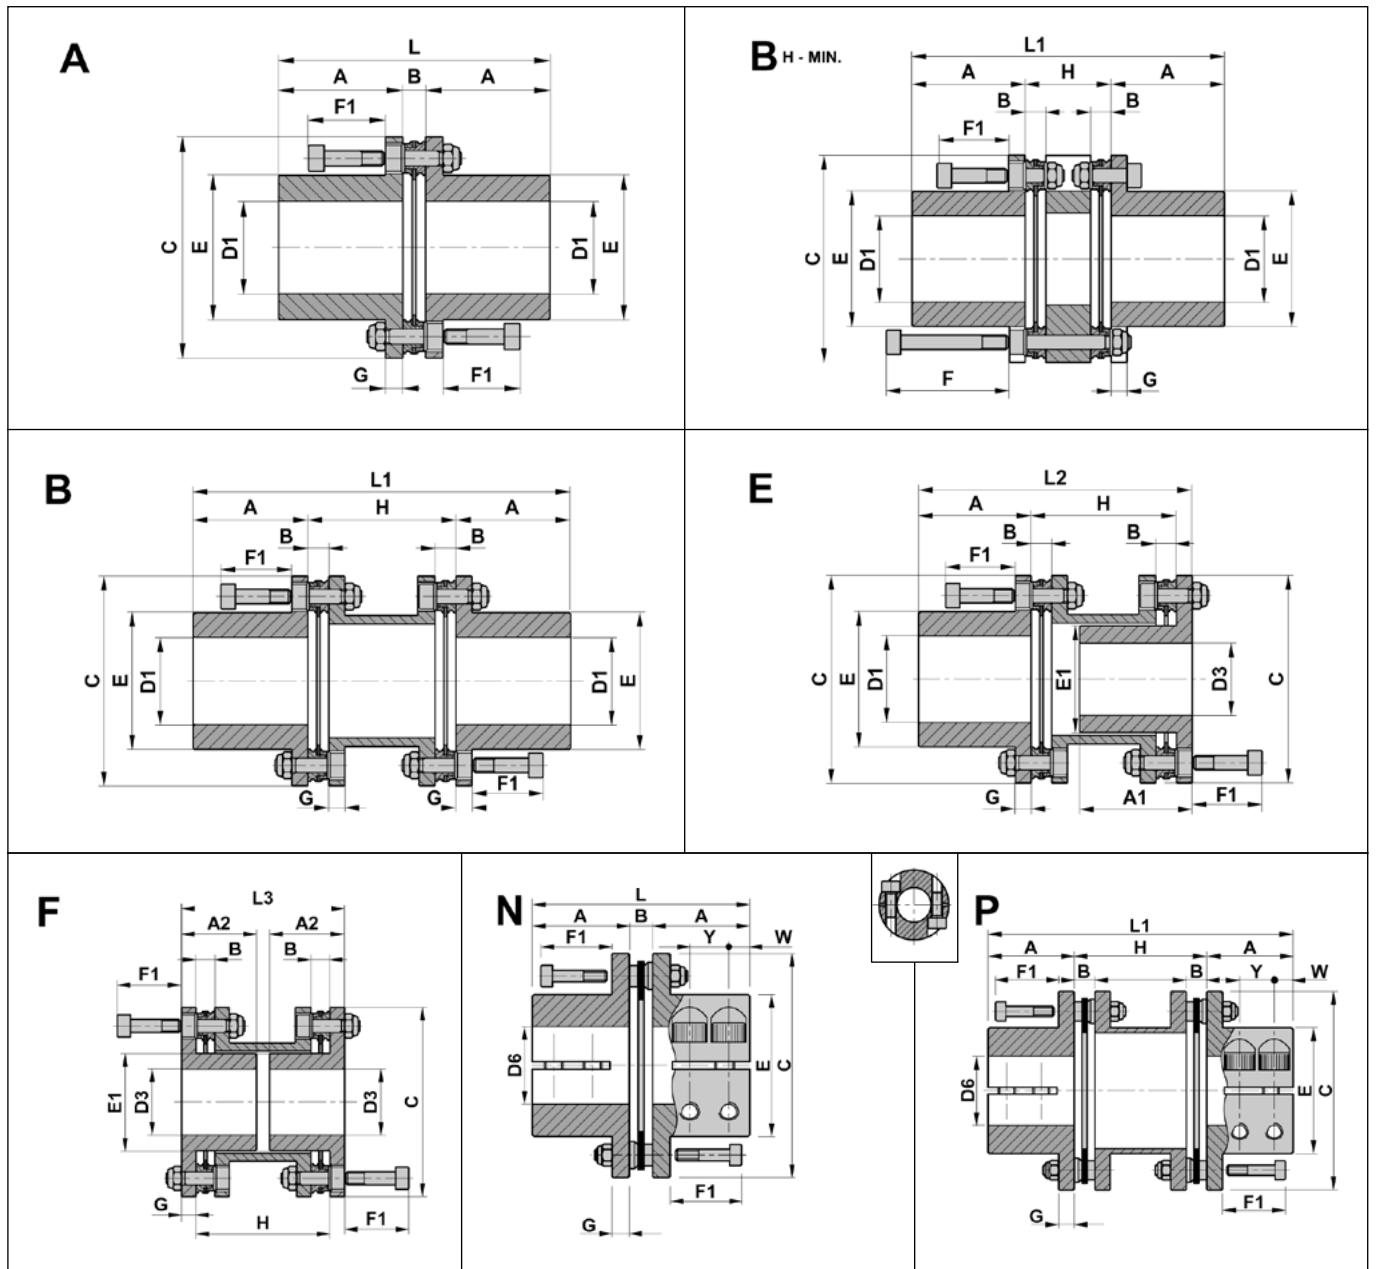 A
L
A B A
F1
C E D1 D1 E
G F1
B H - MIN.
L1
A H A
B B
F1
C E D1 D1 E
F G
B
L1
A H A
B B
F1
C E D1 D1 E
G G F1
E
L2
A H
B B
F1
C E D1 E1 D3 C
G A1 F1
F
L3
A2 A2
B B
F1
E1 D3 D3 C
G H F1
N
L
A B A
F1 Y W
D6 E C
F1
G
P
L1
A H A
F1 B B Y W
D6 E C
G F1